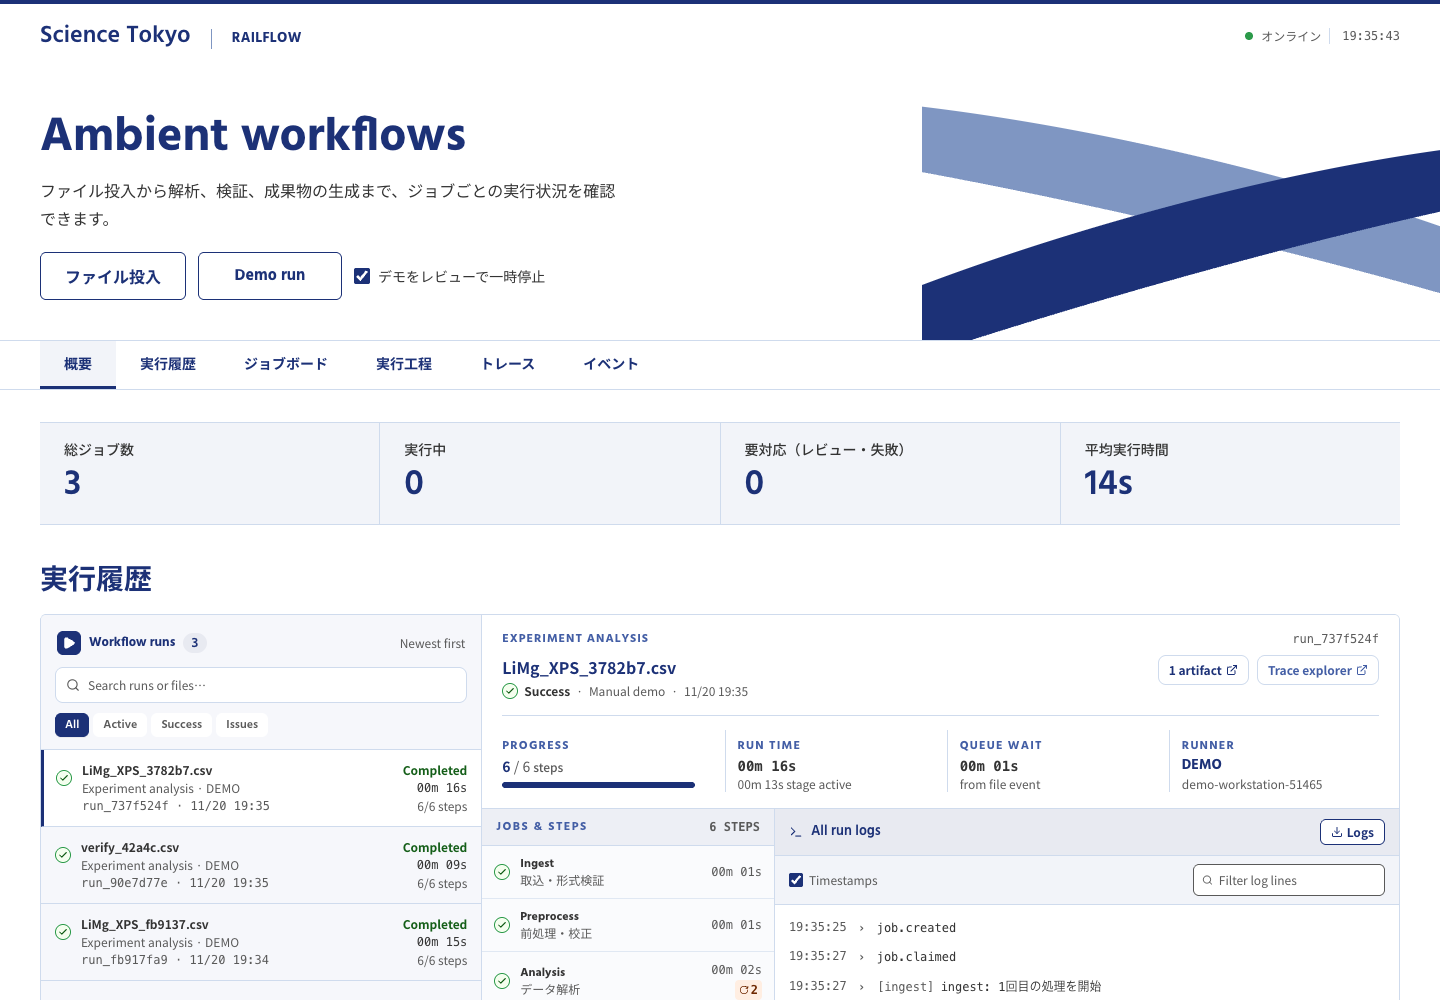 Science Tokyo
RAILFLOW
オンライン
19:35:43
Ambient workflows
ファイル投入から解析、検証、成果物の生成まで、ジョブごとの実行状況を確認
できます。
ファイル投入
Demo run
デモをレビューで一時停止
概要
実行履歴
ジョブボード
実行工程
トレース
イベント
総ジョブ数
3
実行中
0
要対応（レビュー・失敗）
0
平均実行時間
14s
実行履歴
Workflow runs 3
Newest first
Search runs or files…
All
Active
Success
Issues
LiMg_XPS_3782b7.csv
Completed
Experiment analysis · DEMO
00m 16s
run_737f524f · 11/20 19:35
6/6 steps
verify_42a4c.csv
Completed
Experiment analysis · DEMO
00m 09s
run_90e7d77e · 11/20 19:35
6/6 steps
LiMg_XPS_fb9137.csv
Completed
Experiment analysis · DEMO
00m 15s
run_fb917fa9 · 11/20 19:34
6/6 steps
EXPERIMENT ANALYSIS
run_737f524f
LiMg_XPS_3782b7.csv
1 artifact
Trace explorer
Success · Manual demo · 11/20 19:35
PROGRESS
6 / 6 steps
RUN TIME
00m 16s
00m 13s stage active
QUEUE WAIT
00m 01s
from file event
RUNNER
DEMO
demo-workstation-51465
JOBS & STEPS
6 STEPS
Ingest
取込・形式検証
00m 01s
Preprocess
前処理・校正
00m 01s
Analysis
データ解析
00m 02s
2
All run logs
Logs
Timestamps
Filter log lines
19:35:25 › job.created
19:35:27 › job.claimed
19:35:27 › [ingest] ingest: 1回目の処理を開始